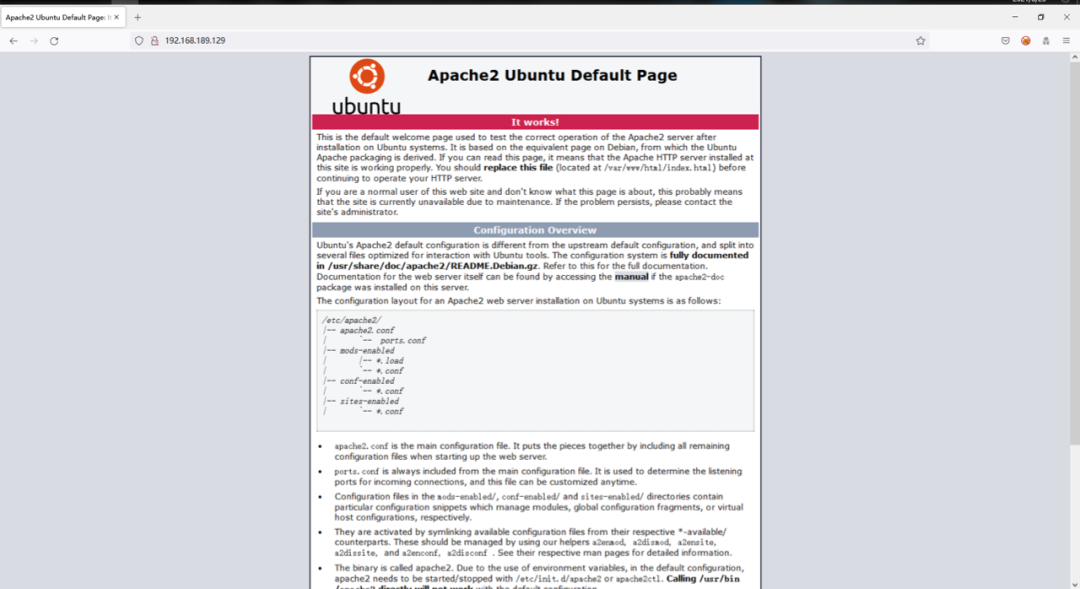 Apache2 Ubuntu Default Page:
192.168.189.129
Apache2 Ubuntu Default Page
ubuntu
It works!
This is the default welcome page used to test the correct operation of the Apache2 server after
installation on Ubuntu systems. It is based on the equivalent page on Debian, from which the Ubuntu
Apache packaging is derived. If you can read this page, it means that the Apache HTTP server installed at
this site is working properly. You should replace this file (located at /var/www/html/index.html) before
continuing to operate your HTTP server.
If you are a normal user of this web site and don't know what this page is about, this probably means
that the site is currently unavailable due to maintenance. If the problem persists, please contact the
site's administrator.
Configuration Overview
Ubuntu's Apache2 default configuration is different from the upstream default configuration, and split into
several files optimized for interaction with Ubuntu tools. The configuration system is fully documented
in /usr/share/doc/apache2/README.Debian.gz. Refer to this for the full documentation.
Documentation for the web server itself can be found by accessing the manual if the apache2-doc
package was installed on this server.
The configuration layout for an Apache2 web server installation on Ubuntu systems is as follows:
/etc/apache2/
|-- apache2.conf
|       `--  ports.conf
|-- mods-enabled
|       |-- *.load
|       `-- *.conf
|-- conf-enabled
|       `-- *.conf
|-- sites-enabled
|       `-- *.conf
• apache2.conf is the main configuration file. It puts the pieces together by including all remaining
configuration files when starting up the web server.
• ports.conf is always included from the main configuration file. It is used to determine the listening
ports for incoming connections, and this file can be customized anytime.
• Configuration files in the mods-enabled/, conf-enabled/ and sites-enabled/ directories contain
particular configuration snippets which manage modules, global configuration fragments, or virtual
host configurations, respectively.
• They are activated by symlinking available configuration files from their respective *-available/
counterparts. These should be managed by using our helpers a2enmod, a2dismod, a2ensite,
a2dissite, and a2enconf, a2disconf . See their respective man pages for detailed information.
• The binary is called apache2. Due to the use of environment variables, in the default configuration,
apache2 needs to be started/stopped with /etc/init.d/apache2 or apache2ctl. Calling /usr/bin
/apache2 directly will not work with the default configuration.